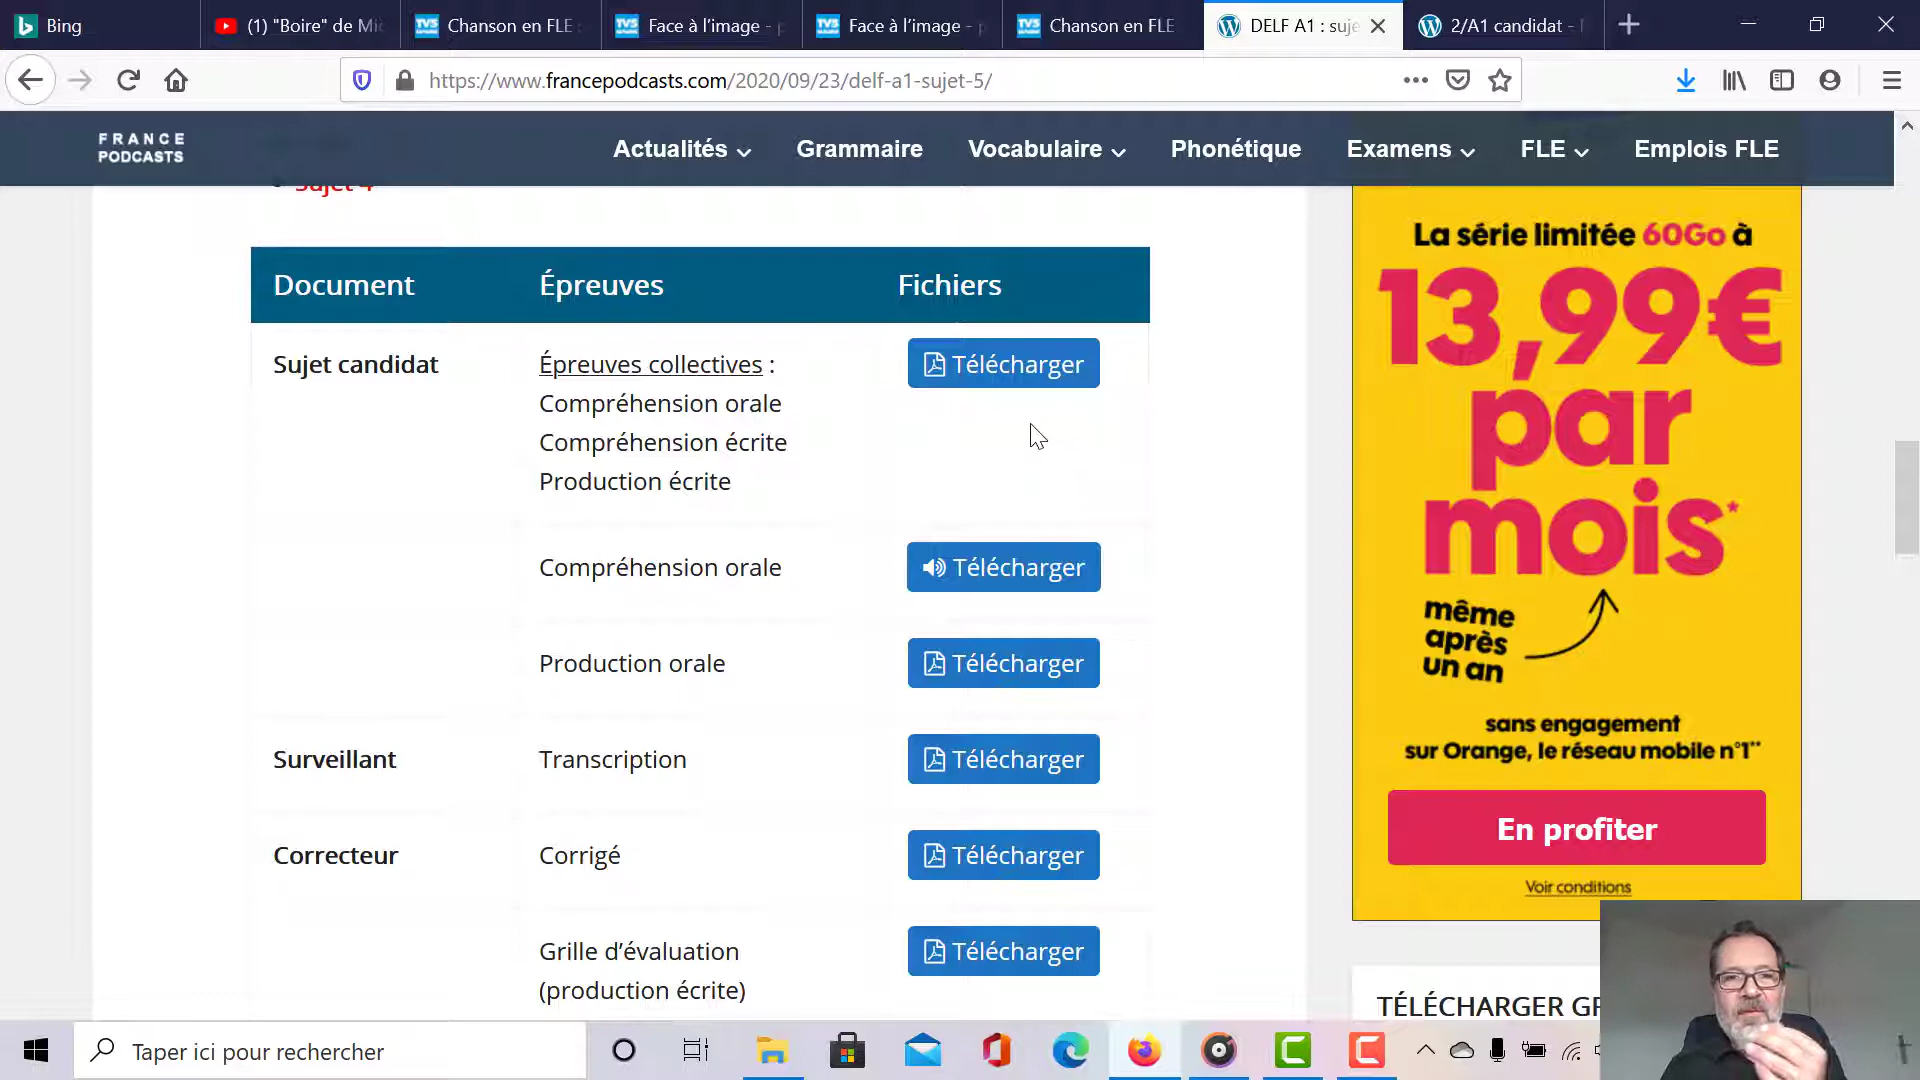 Bing
(1) "Boire" de Mi
Chanson en FLE :
Face à l'image - p
Face à l'image - p
Chanson en FLE
DELF A1 : suje
2/A1 candidat -
https://www.francepodcasts.com/2020/09/23/delf-a1-sujet-5/
FRANCE
PODCASTS
Actualités
Grammaire
Vocabulaire
Phonétique
Examens
FLE
Emplois FLE
Sujet 4
Document
Épreuves
Fichiers
Sujet candidat
Épreuves collectives :
Télécharger
Compréhension orale
Compréhension écrite
Production écrite
Compréhension orale
Télécharger
Production orale
Télécharger
Surveillant
Transcription
Télécharger
Correcteur
Corrigé
Télécharger
Grille d'évaluation
(production écrite)
Télécharger
La série limitée 60Go à
13,99€
par
mois*
même
après
un an
sans engagement
sur Orange, le réseau mobile n°1**
En profiter
Voir conditions
TÉLÉCHARGER
Taper ici pour rechercher